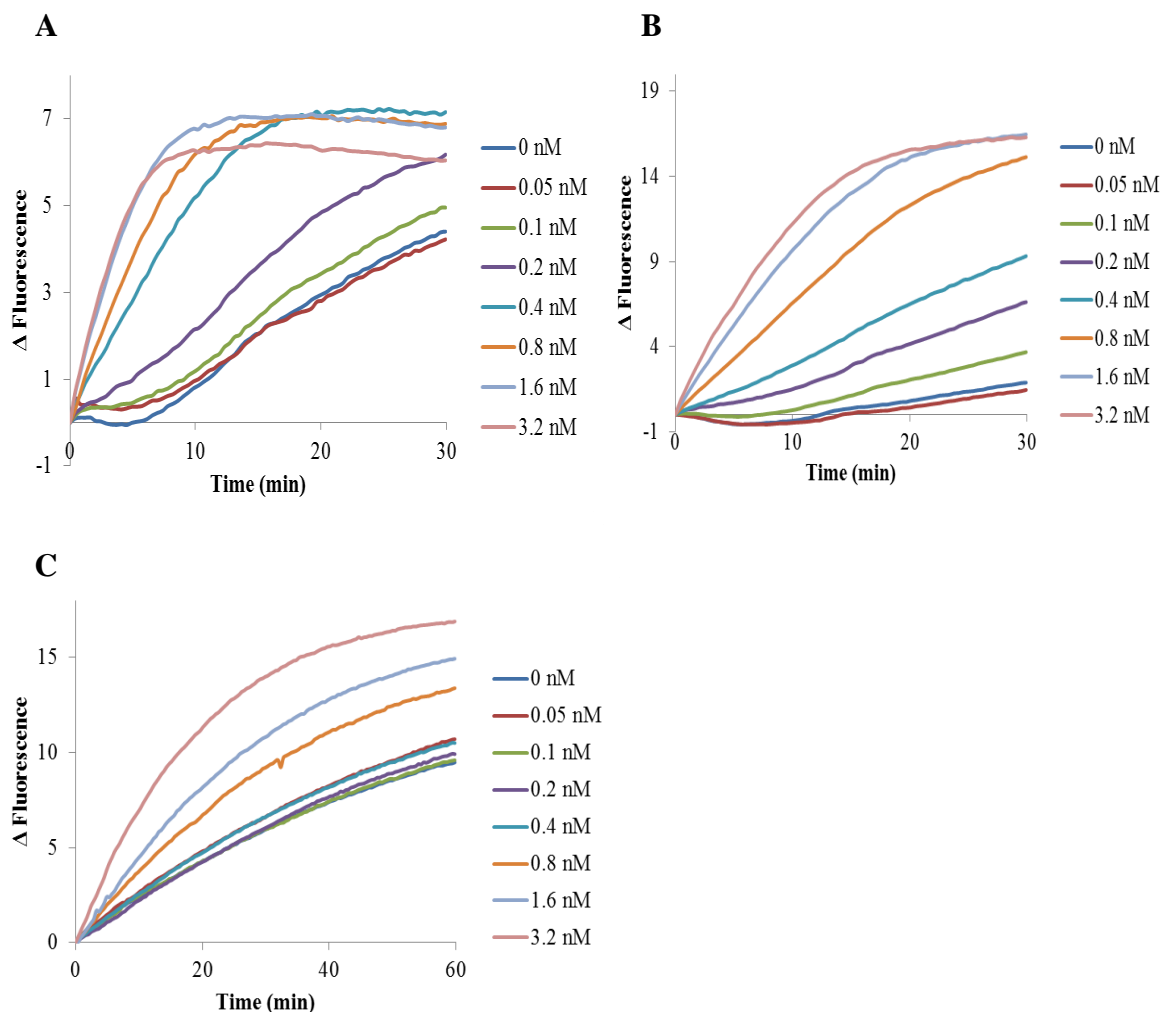 A
7
5
3
1
-1
Δ Fluorescence
0
10
20
30
Time (min)
0 nM
0.05 nM
0.1 nM
0.2 nM
0.4 nM
0.8 nM
1.6 nM
3.2 nM
B
19
14
9
4
-1
Δ Fluorescence
0
10
20
30
Time (min)
0 nM
0.05 nM
0.1 nM
0.2 nM
0.4 nM
0.8 nM
1.6 nM
3.2 nM
C
15
10
5
0
Δ Fluorescence
0
20
40
60
Time (min)
0 nM
0.05 nM
0.1 nM
0.2 nM
0.4 nM
0.8 nM
1.6 nM
3.2 nM